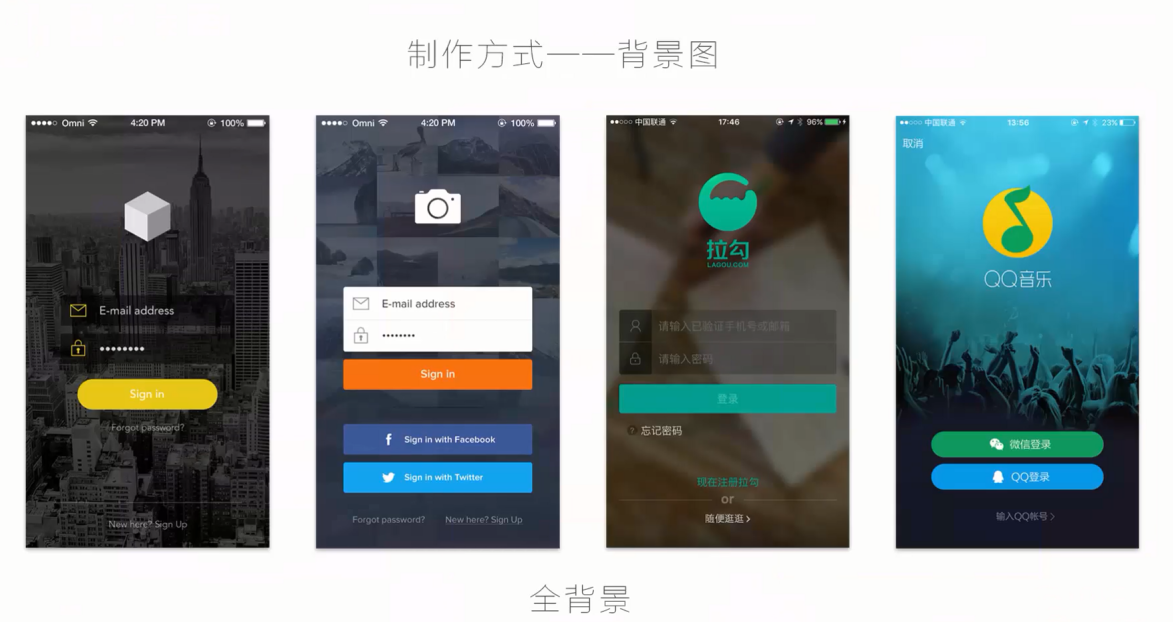 制作方式——背景图
Omni 4:20 PM 100%
E-mail address
Sign in
Forgot password?
New here? Sign Up
Omni 4:20 PM 100%
E-mail address
Sign in
f Sign in with Facebook
Sign in with Twitter
Forgot password? New here? Sign Up
中国联通 17:46 96%
拉勾
LAGOU.COM
请输入已验证手机号或邮箱
请输入密码
登录
? 忘记密码
现在注册拉勾
or
随便逛逛>
中国联通 13:56 23%
取消
QQ音乐
微信登录
QQ登录
输入QQ帐号>
全背景